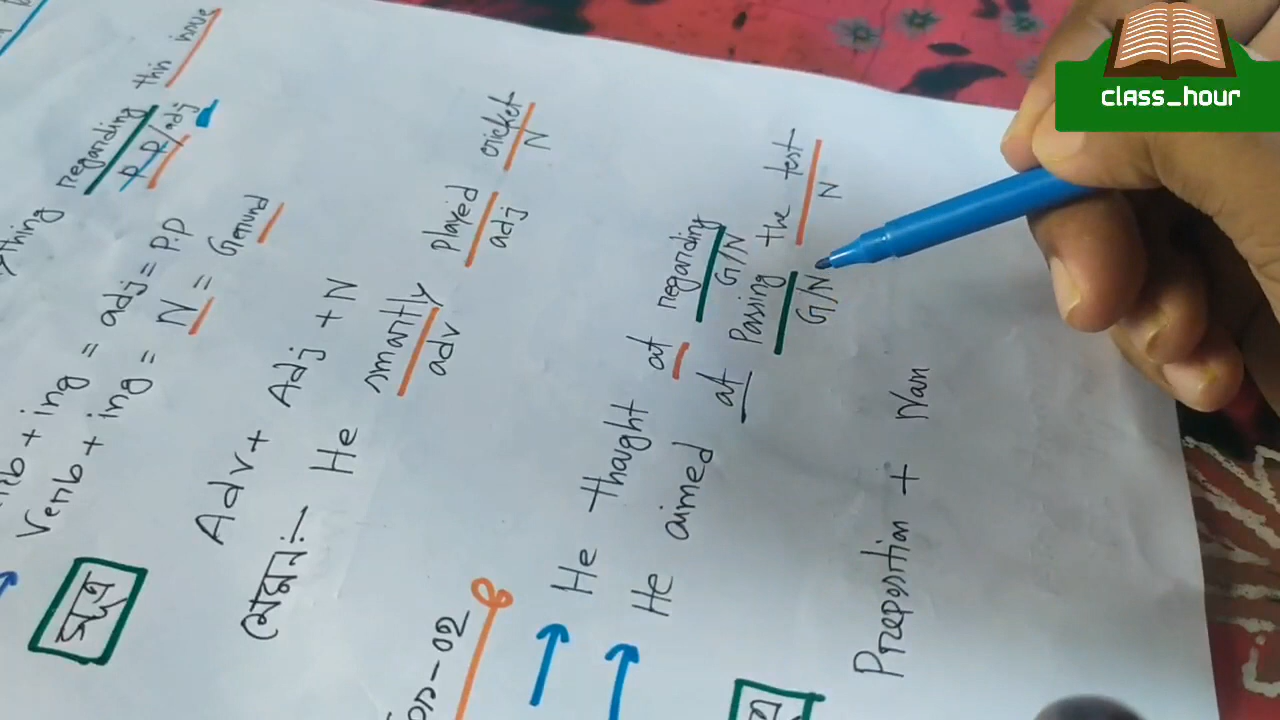 thing regarding this issue
P.P/adj
Verb + ing = adj = P.P
Verb + ing = N = Gerund
সূত্র
Adv + Adj + N
যেমন:- He smartly played cricket
adv adj N
He thought at regarding
G/N
He aimed at Passing the test
G/N N
Preposition + Nan
class_hour